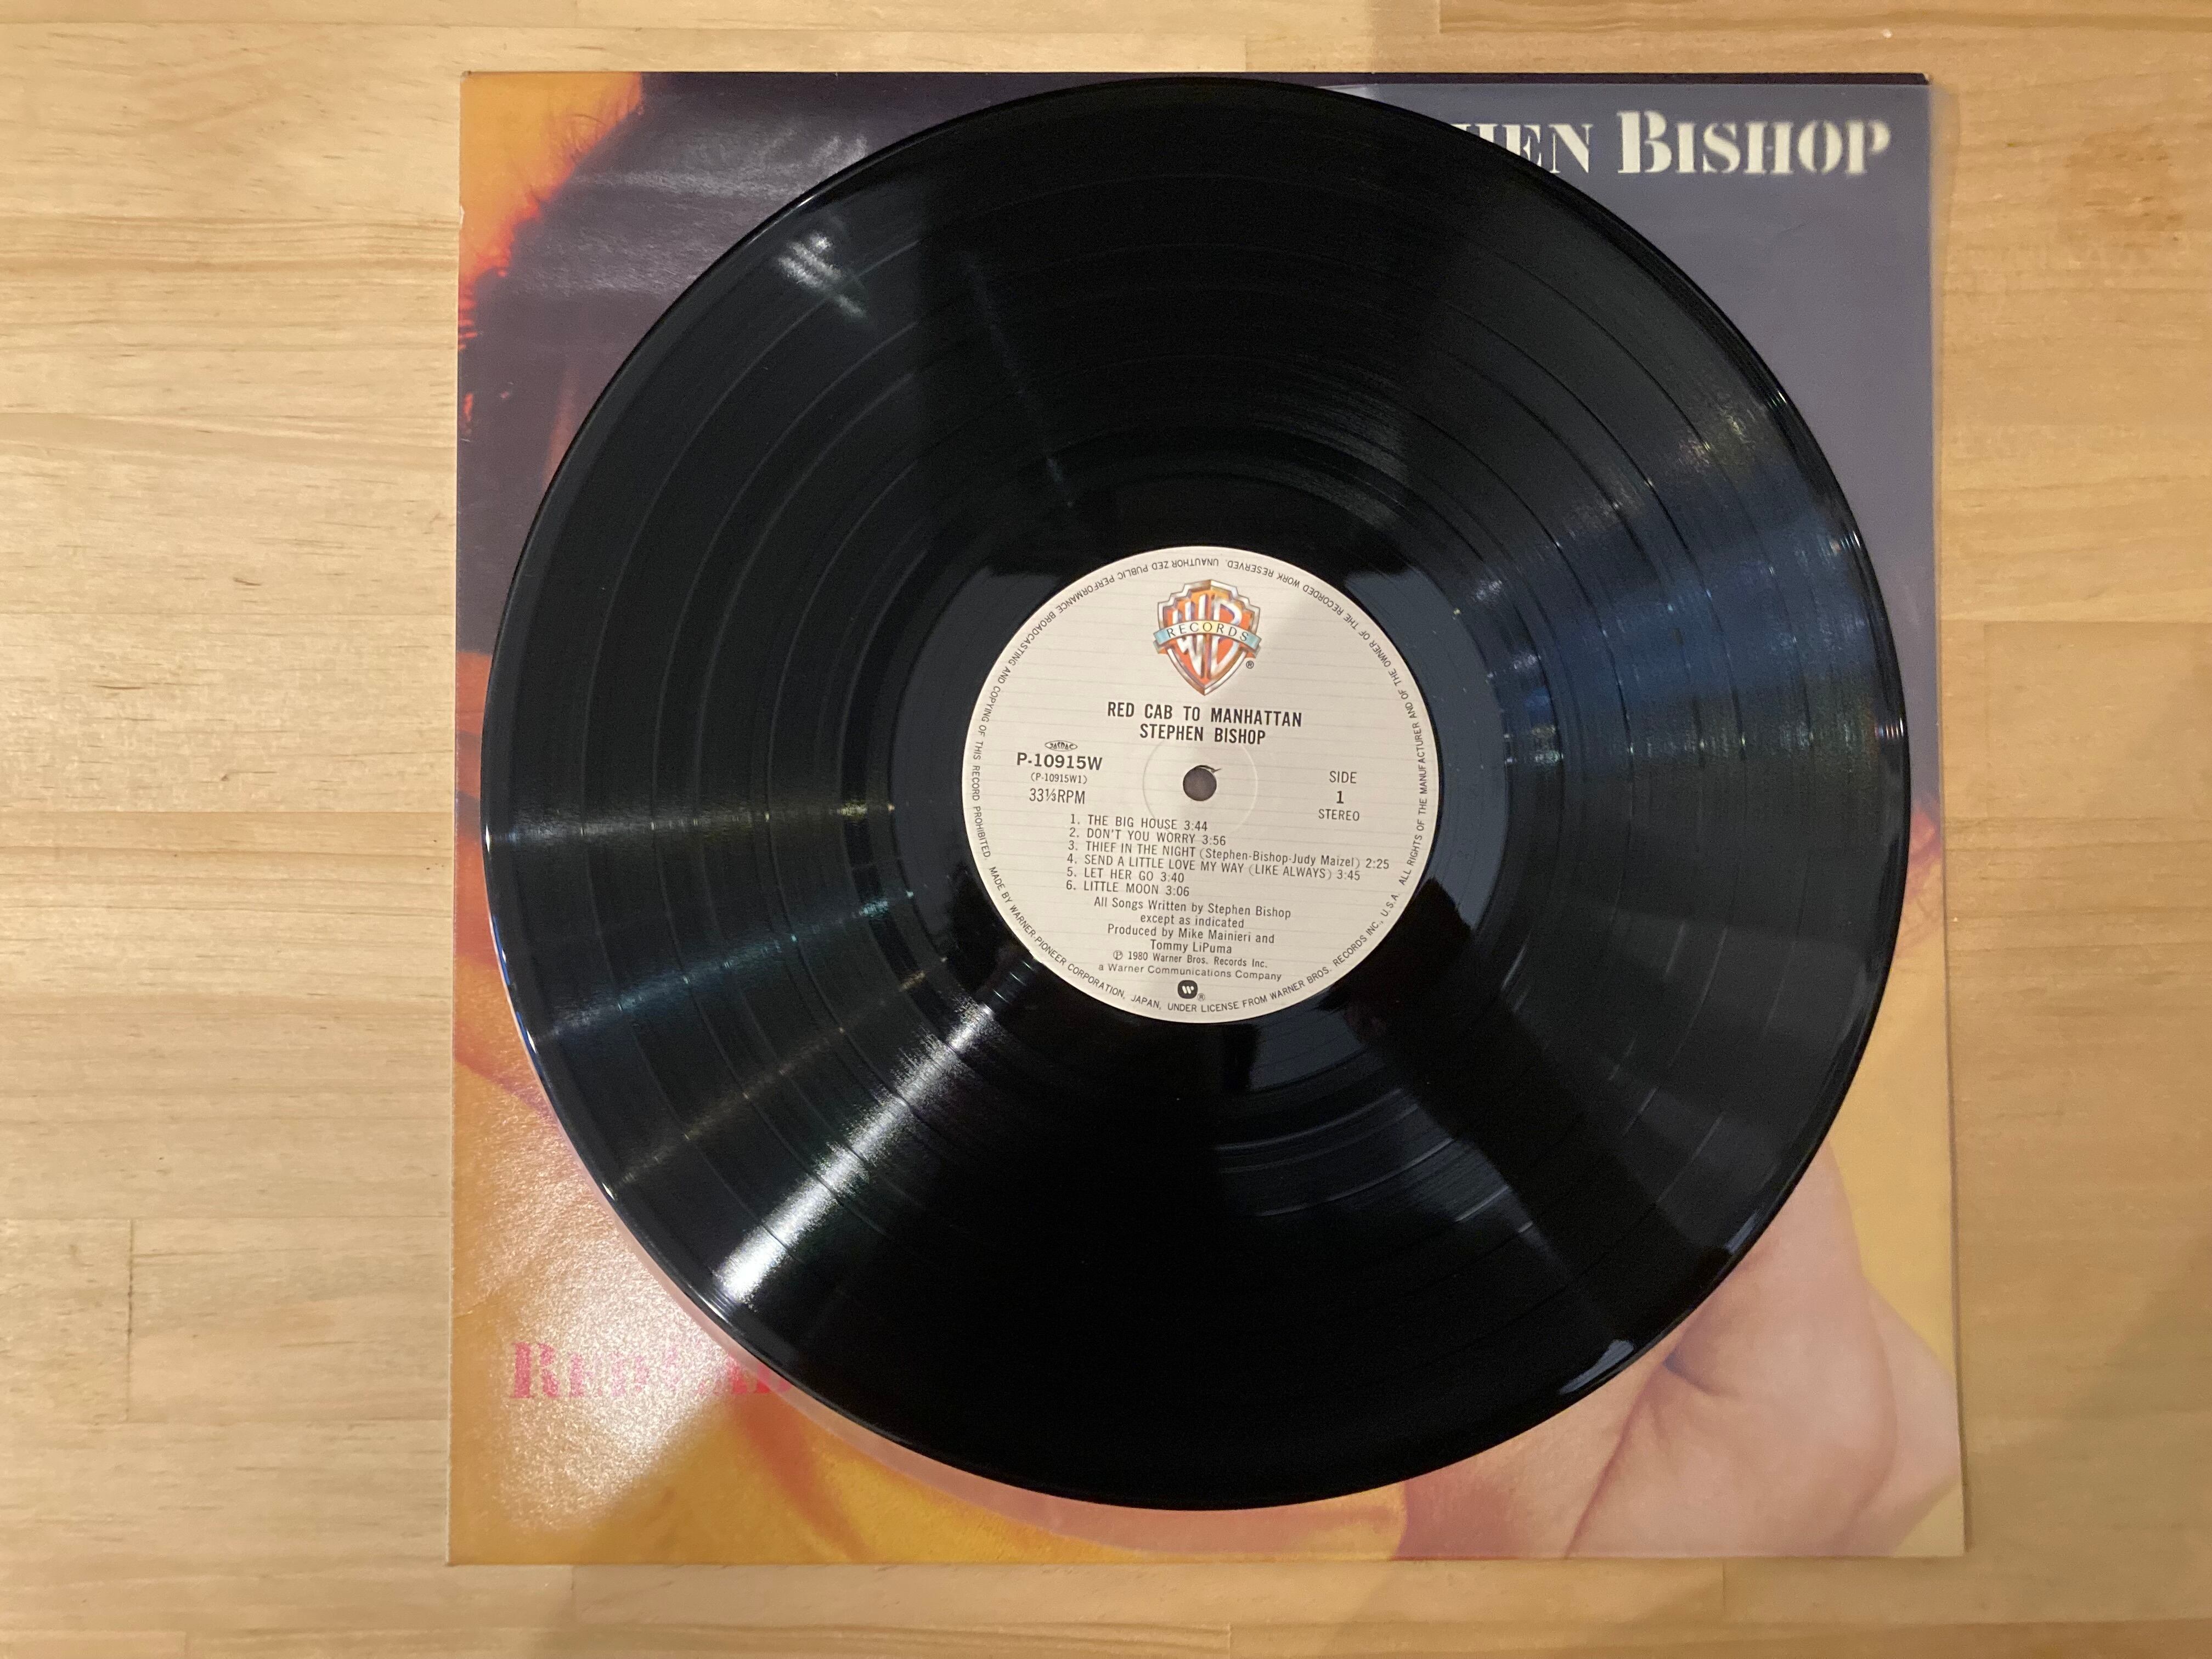 HEN BISHOP
RECORDS
®
RED CAB TO MANHATTAN
STEPHEN BISHOP
P-10915W
(P-10915W1)
33⅓RPM
SIDE
1
STEREO
1. THE BIG HOUSE 3:44
2. DON'T YOU WORRY 3:56
3. THIEF IN THE NIGHT (Stephen-Bishop-Judy Maizel) 2:25
4. SEND A LITTLE LOVE MY WAY (LIKE ALWAYS) 3:45
5. LET HER GO 3:40
6. LITTLE MOON 3:06
All Songs Written by Stephen Bishop
except as indicated
Produced by Mike Mainieri and
Tommy LiPuma
℗ 1980 Warner Bros. Records Inc.
a Warner Communications Company
®
MADE BY WARNER-PIONEER CORPORATION, JAPAN, UNDER LICENSE FROM WARNER BROS. RECORDS INC., U.S.A. ALL RIGHTS OF THE MANUFACTURER AND OF THE OWNER OF THE RECORDED WORK RESERVED. UNAUTHORIZED PUBLIC PERFORMANCE BROADCASTING AND COPYING OF THIS RECORD PROHIBITED.
RED CAB